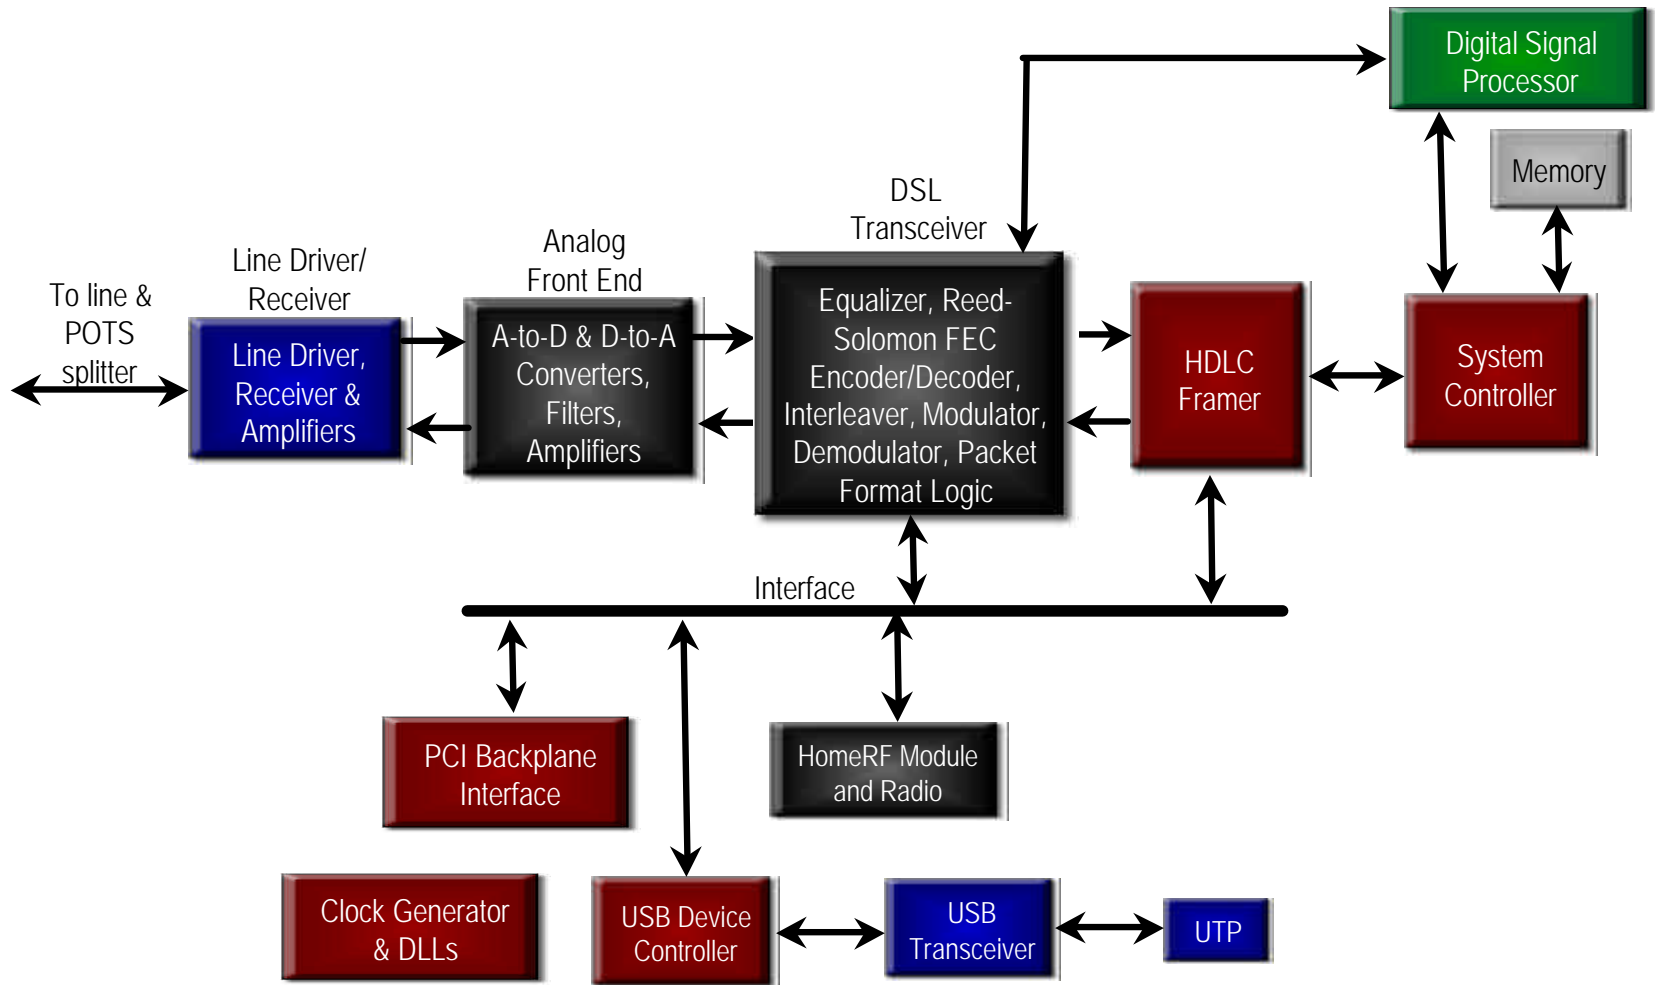 Digital Signal
Processor
Memory
DSL
Transceiver
Analog
Front End
Line Driver/
Receiver
To line &
POTS
splitter
Line Driver,
Receiver &
Amplifiers
A-to-D & D-to-A
Converters,
Filters,
Amplifiers
Equalizer, Reed-
Solomon FEC
Encoder/Decoder,
Interleaver, Modulator,
Demodulator, Packet
Format Logic
HDLC
Framer
System
Controller
Interface
PCI Backplane
Interface
HomeRF Module
and Radio
Clock Generator
& DLLs
USB Device
Controller
USB
Transceiver
UTP